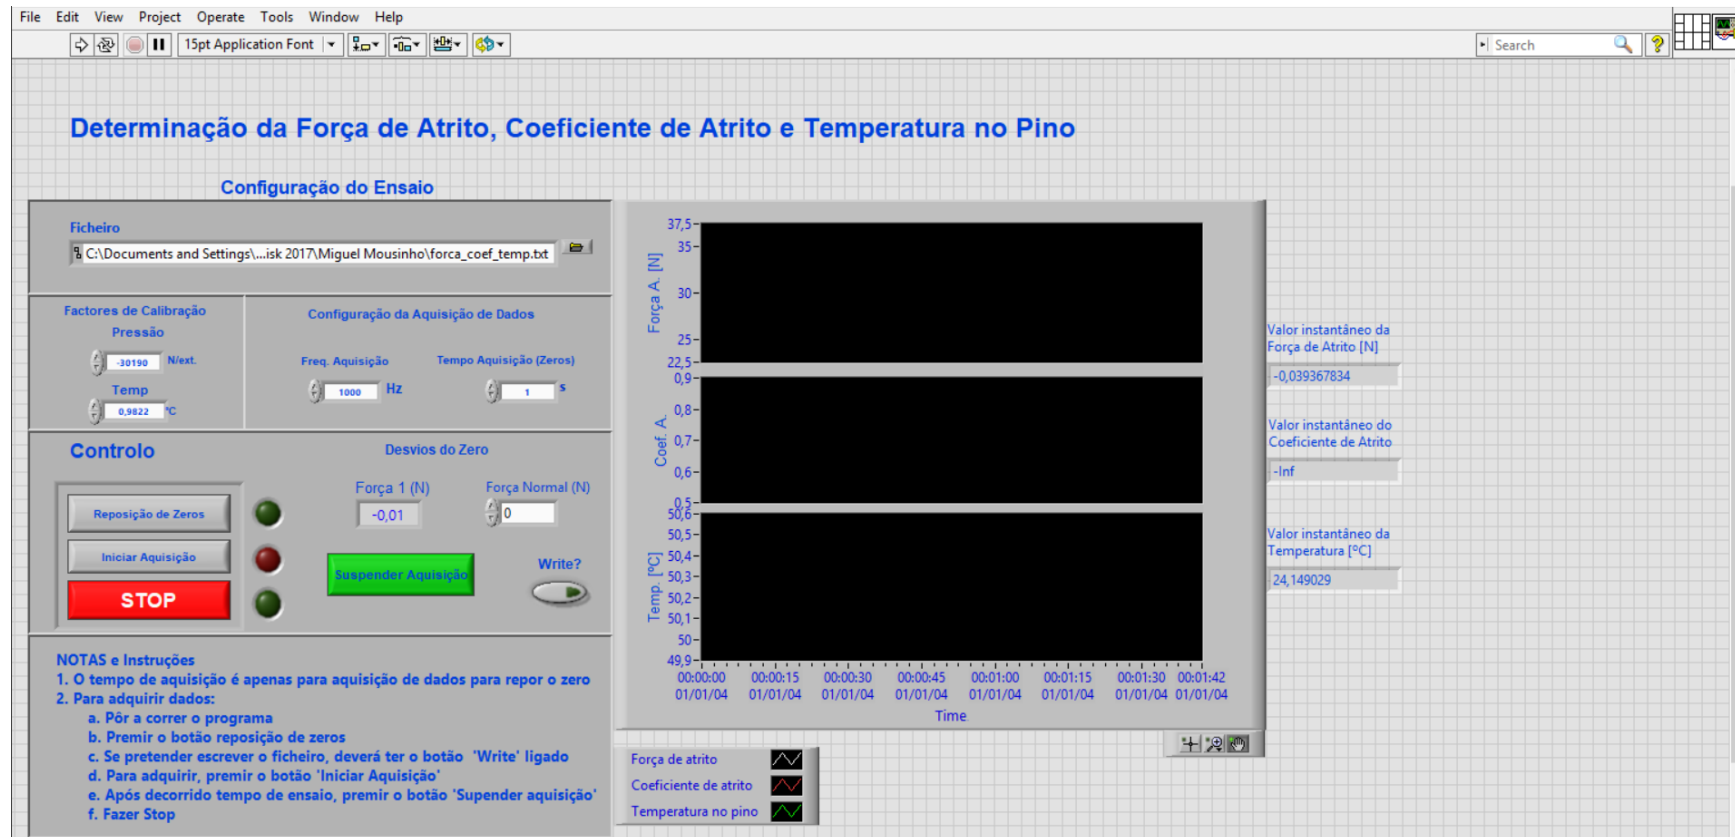 File Edit View Project Operate Tools Window Help
15pt Application Font
Search
Determinação da Força de Atrito, Coeficiente de Atrito e Temperatura no Pino
Configuração do Ensaio
Ficheiro
C:\Documents and Settings\...isk 2017\Miguel Mousinho\forca_coef_temp.txt
Factores de Calibração
Pressão
-30190 N/ext.
Temp
0,9822 ºC
Configuração da Aquisição de Dados
Freq. Aquisição Tempo Aquisição (Zeros)
1000 Hz 1 s
Controlo
Desvios do Zero
Força 1 (N) Força Normal (N)
-0,01 0
Reposição de Zeros
Iniciar Aquisição
STOP
Suspender Aquisição
Write?
NOTAS e Instruções
1. O tempo de aquisição é apenas para aquisição de dados para repor o zero
2. Para adquirir dados:
a. Pôr a correr o programa
b. Premir o botão reposição de zeros
c. Se pretender escrever o ficheiro, deverá ter o botão 'Write' ligado
d. Para adquirir, premir o botão 'Iniciar Aquisição'
e. Após decorrido tempo de ensaio, premir o botão 'Supender aquisição'
f. Fazer Stop
Força A. [N]
37,5
35
30
25
22,5
Coef. A.
0,9
0,8
0,7
0,6
0,5
Temp. [ºC]
50,6
50,5
50,4
50,3
50,2
50,1
50
49,9
00:00:00 00:00:15 00:00:30 00:00:45 00:01:00 00:01:15 00:01:30 00:01:42
01/01/04 01/01/04 01/01/04 01/01/04 01/01/04 01/01/04 01/01/04 01/01/04
Time
Força de atrito
Coeficiente de atrito
Temperatura no pino
Valor instantâneo da
Força de Atrito [N]
-0,039367834
Valor instantâneo do
Coeficiente de Atrito
-Inf
Valor instantâneo da
Temperatura [ºC]
24,149029